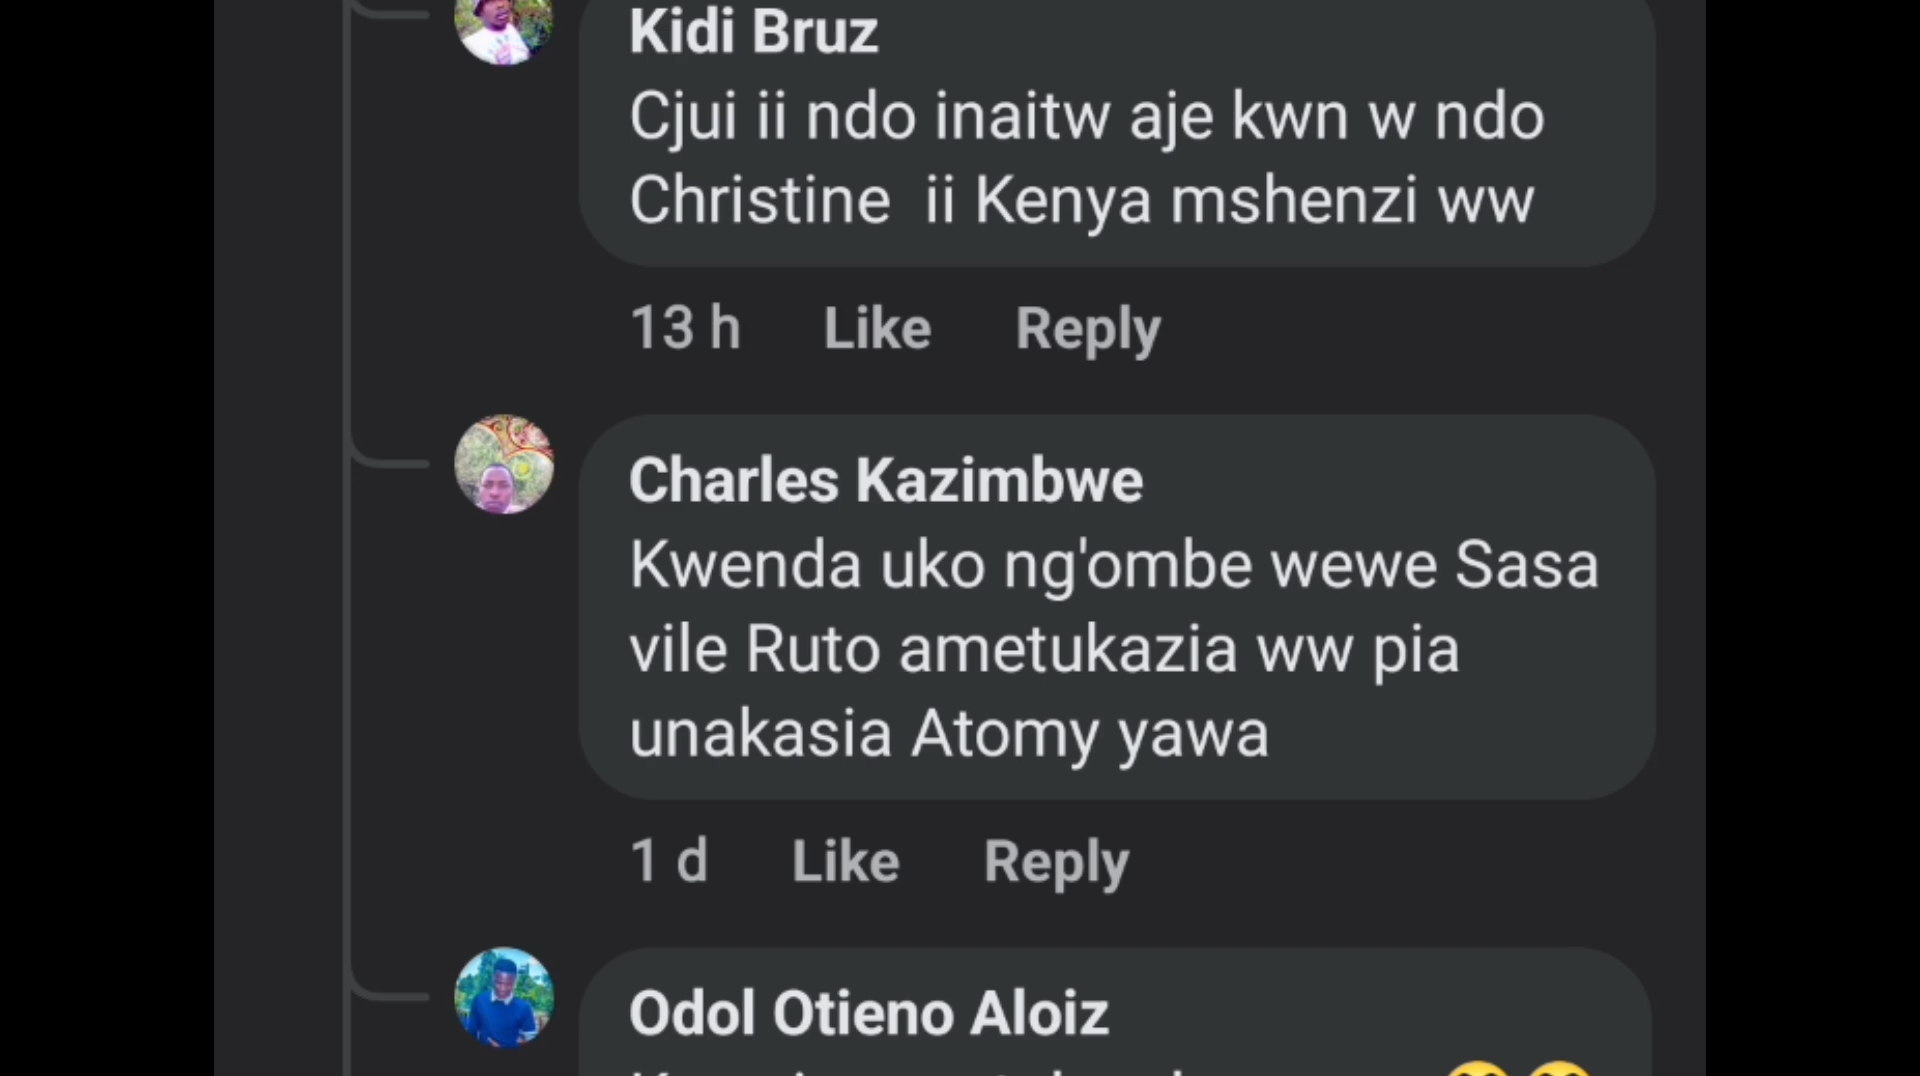 Kidi Bruz
Cjui ii ndo inaitw aje kwn w ndo
Christine  ii Kenya mshenzi ww
13 h Like Reply
Charles Kazimbwe
Kwenda uko ng'ombe wewe Sasa
vile Ruto ametukazia ww pia
unakasia Atomy yawa
1 d Like Reply
Odol Otieno Aloiz